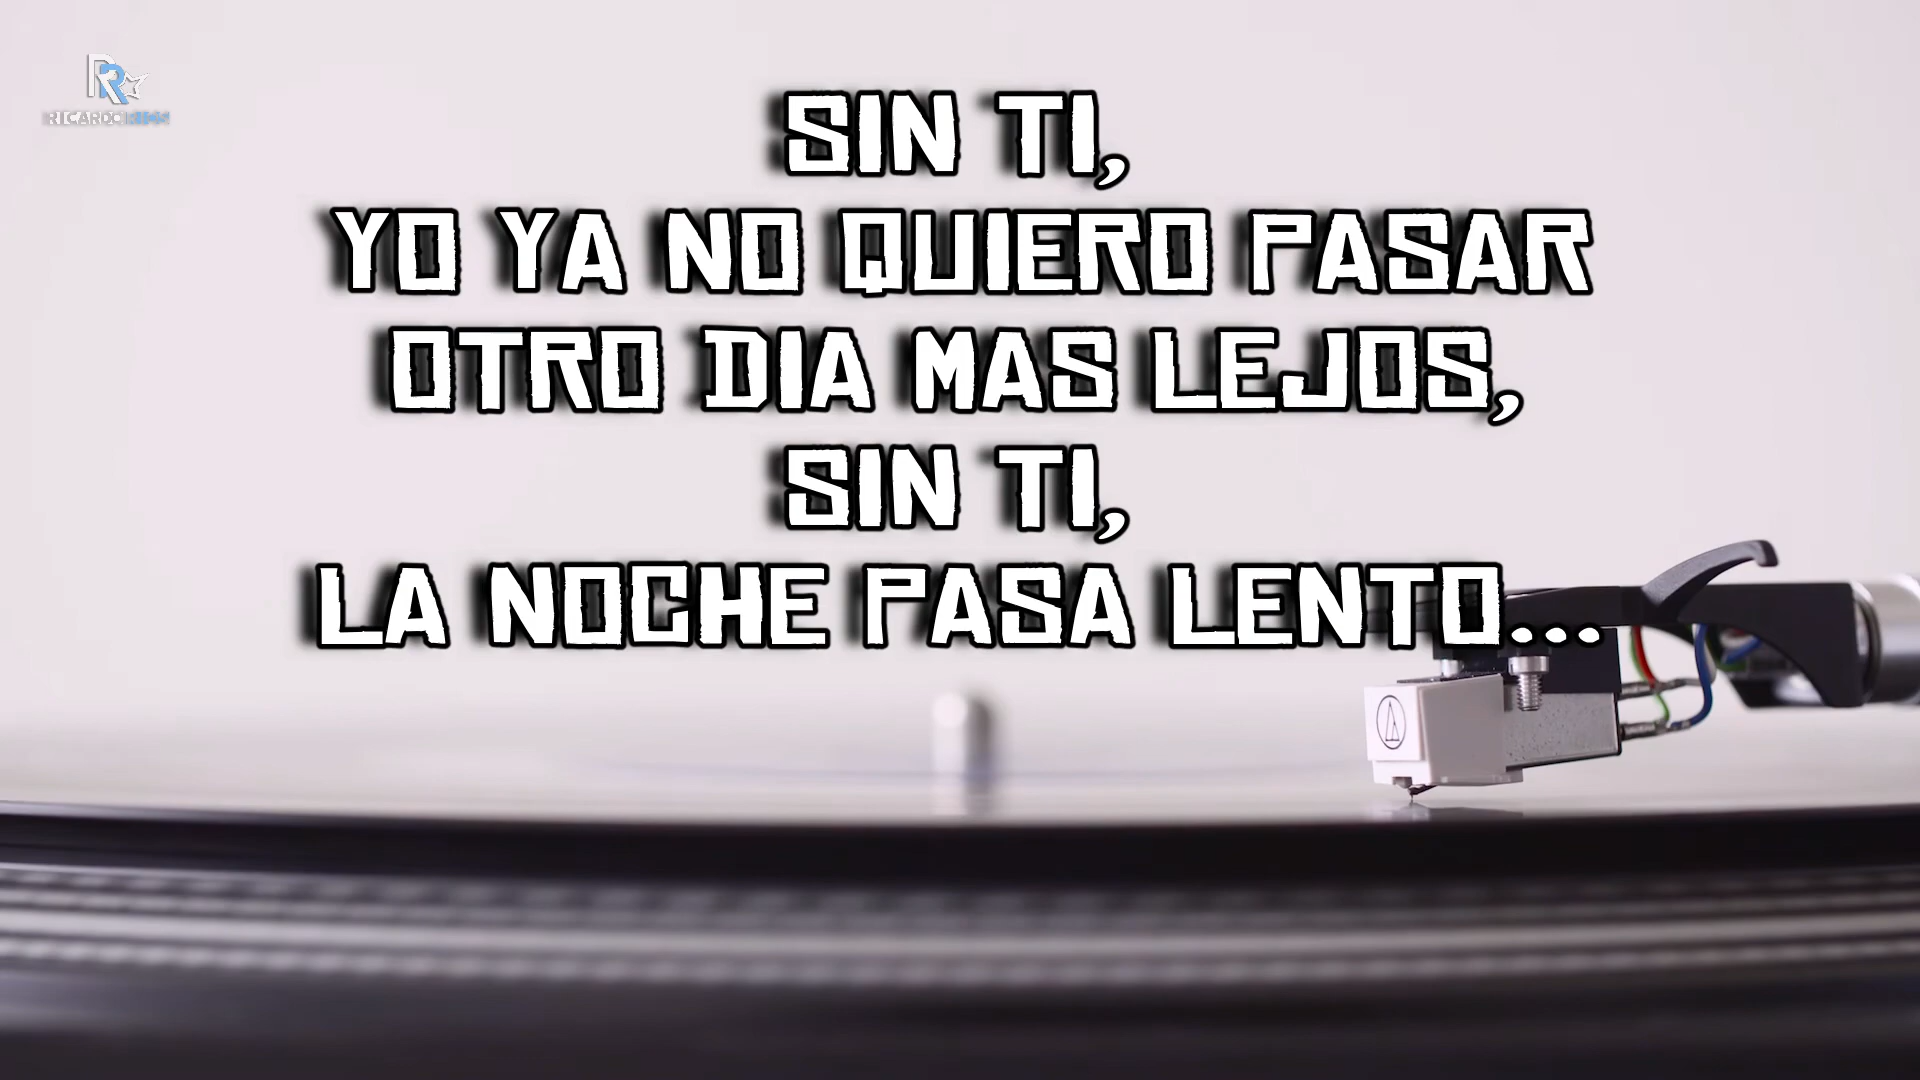 SIN TI,
YO YA NO QUIERO PASAR
OTRO DIA MAS LEJOS,
SIN TI,
LA NOCHE PASA LENTO...